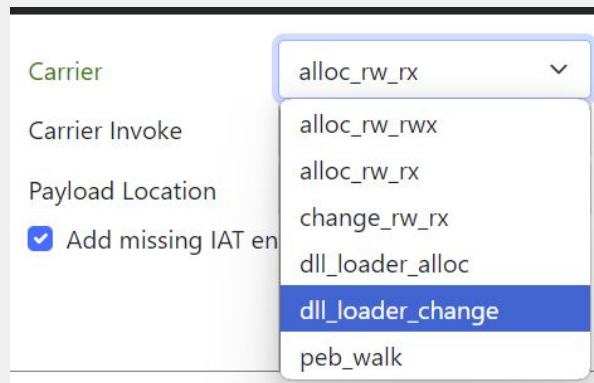 Carrier
alloc_rw_rx
Carrier Invoke
alloc_rw_rwx
alloc_rw_rx
Payload Location
change_rw_rx
Add missing IAT en
dll_loader_alloc
dll_loader_change
peb_walk